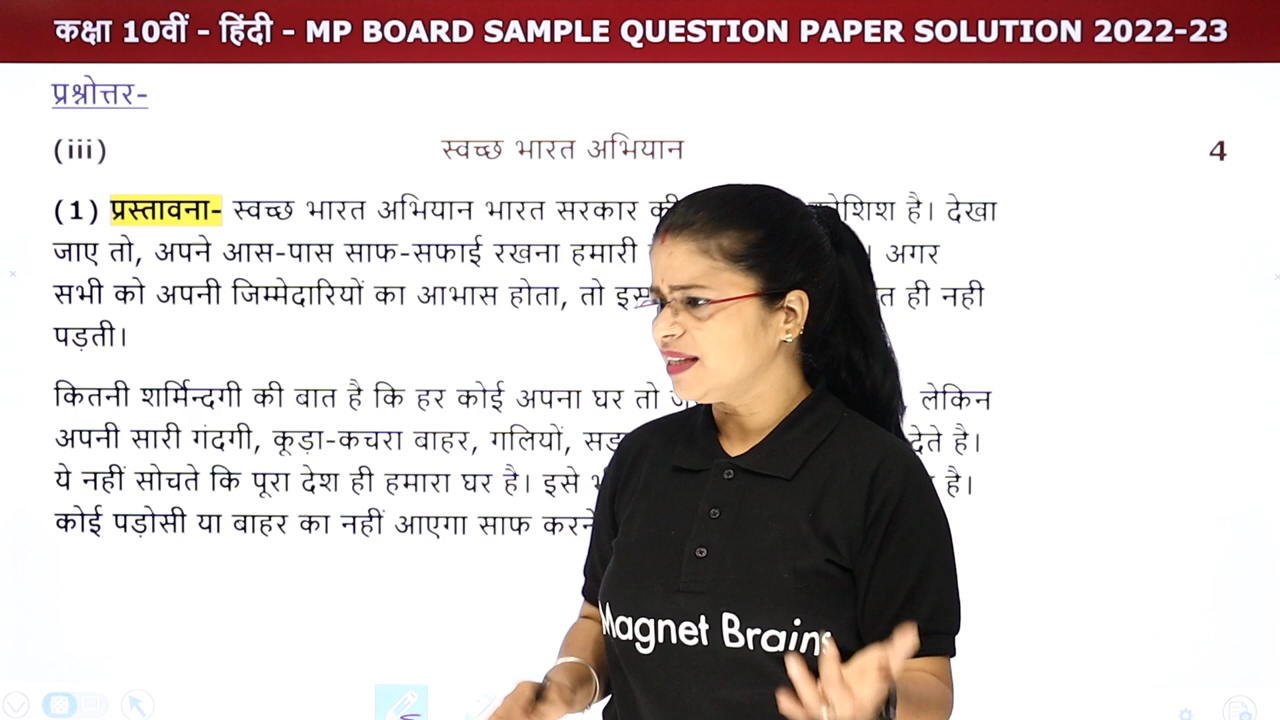 कक्षा 10वीं - हिंदी - MP BOARD SAMPLE QUESTION PAPER SOLUTION 2022-23
प्रश्नोत्तर-
(iii) स्वच्छ भारत अभियान 4
(1) प्रस्तावना- स्वच्छ भारत अभियान भारत सरकार की कोशिश है। देखा
जाए तो, अपने आस-पास साफ-सफाई रखना हमारी अगर
सभी को अपनी जिम्मेदारियों का आभास होता, तो ही नही
पड़ती।
कितनी शर्मिन्दगी की बात है कि हर कोई अपना घर तो लेकिन
अपनी सारी गंदगी, कूड़ा-कचरा बाहर, गलियों, देते है।
ये नहीं सोचते कि पूरा देश ही हमारा घर है। इसे है।
कोई पड़ोसी या बाहर का नहीं आएगा साफ करने
Magnet Brains